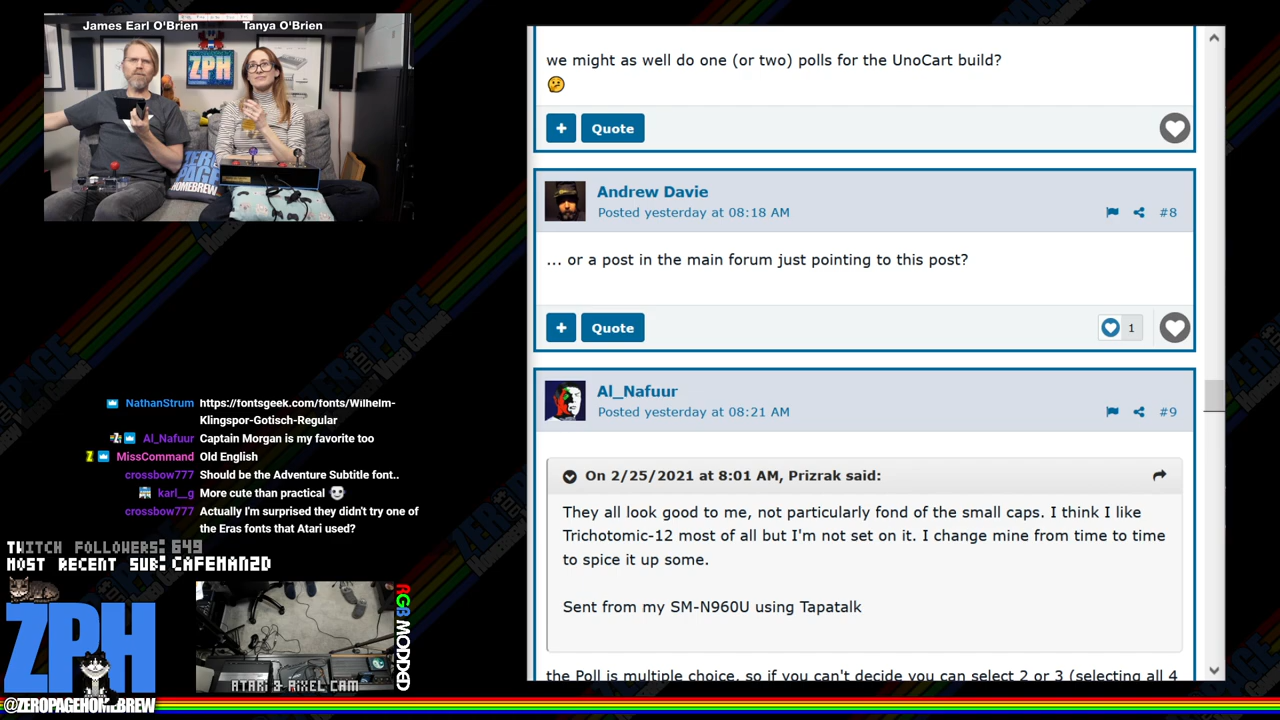 James Earl O'Brien
Tanya O'Brien
ZPH
ZERO
PAGE
HOMEBREW
we might as well do one (or two) polls for the UnoCart build?
+ Quote
Andrew Davie
Posted yesterday at 08:18 AM
#8
... or a post in the main forum just pointing to this post?
+ Quote
1
Al_Nafuur
Posted yesterday at 08:21 AM
#9
On 2/25/2021 at 8:01 AM, Prizrak said:
They all look good to me, not particularly fond of the small caps. I think I like
Trichotomic-12 most of all but I'm not set on it. I change mine from time to time
to spice it up some.
Sent from my SM-N960U using Tapatalk
the Poll is multiple choice, so if you can't decide you can select 2 or 3 (selecting all 4
NathanStrum https://fontsgeek.com/fonts/Wilhelm-
Klingspor-Gotisch-Regular
Al_Nafuur Captain Morgan is my favorite too
Z MissCommand Old English
crossbow777 Should be the Adventure Subtitle font..
karl__g More cute than practical
crossbow777 Actually I'm surprised they didn't try one of
the Eras fonts that Atari used?
TWITCH FOLLOWERS: 649
MOST RECENT SUB: CAFEMAN2D
ZPH
@ZEROPAGEHOMEBREW
ATARI & PIXEL CAM
RGB MODDED